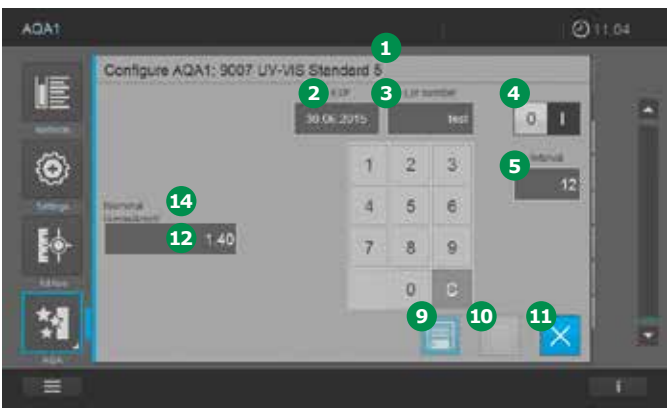 AQA1
11:04
1
Configure AQA1: 9007 UV-VIS Standard 5
2
3
4
Lot number
30.06.2015
test
0 I
5
Interval
12
1 2 3
4 5 6
7 8 9
0 C
14
Nominal
12
1.40
9
10
11
Methods
Settings
AQA
i